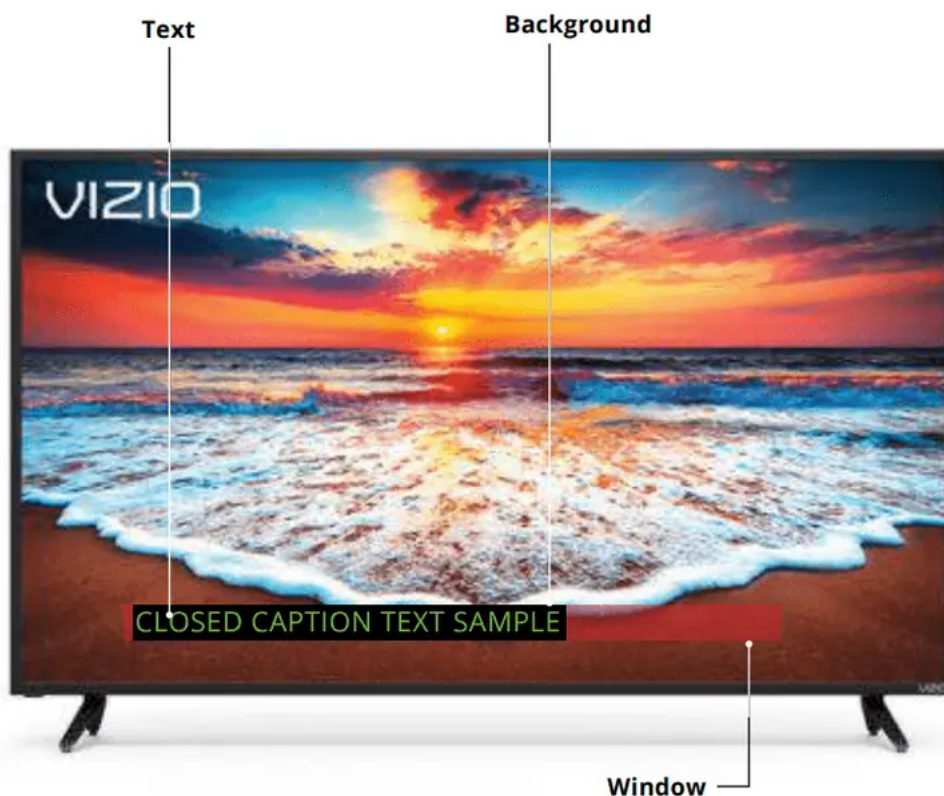 Text
Background
VIZIO
CLOSED CAPTION TEXT SAMPLE
Window